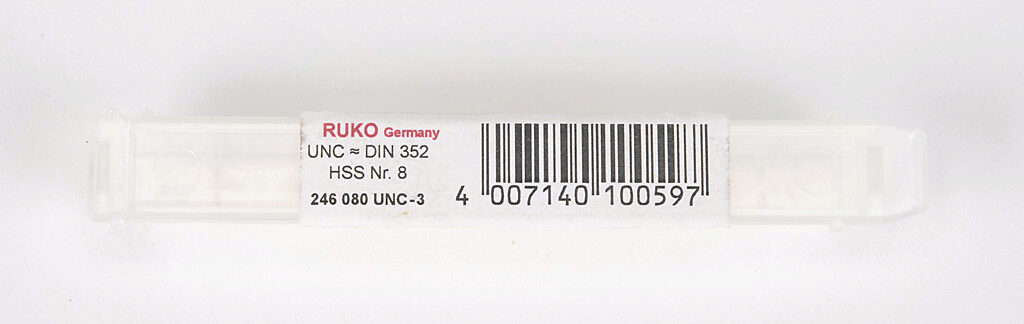 RUKO Germany
UNC ≈ DIN 352
HSS Nr. 8
246 080 UNC-3
4 007140 100597